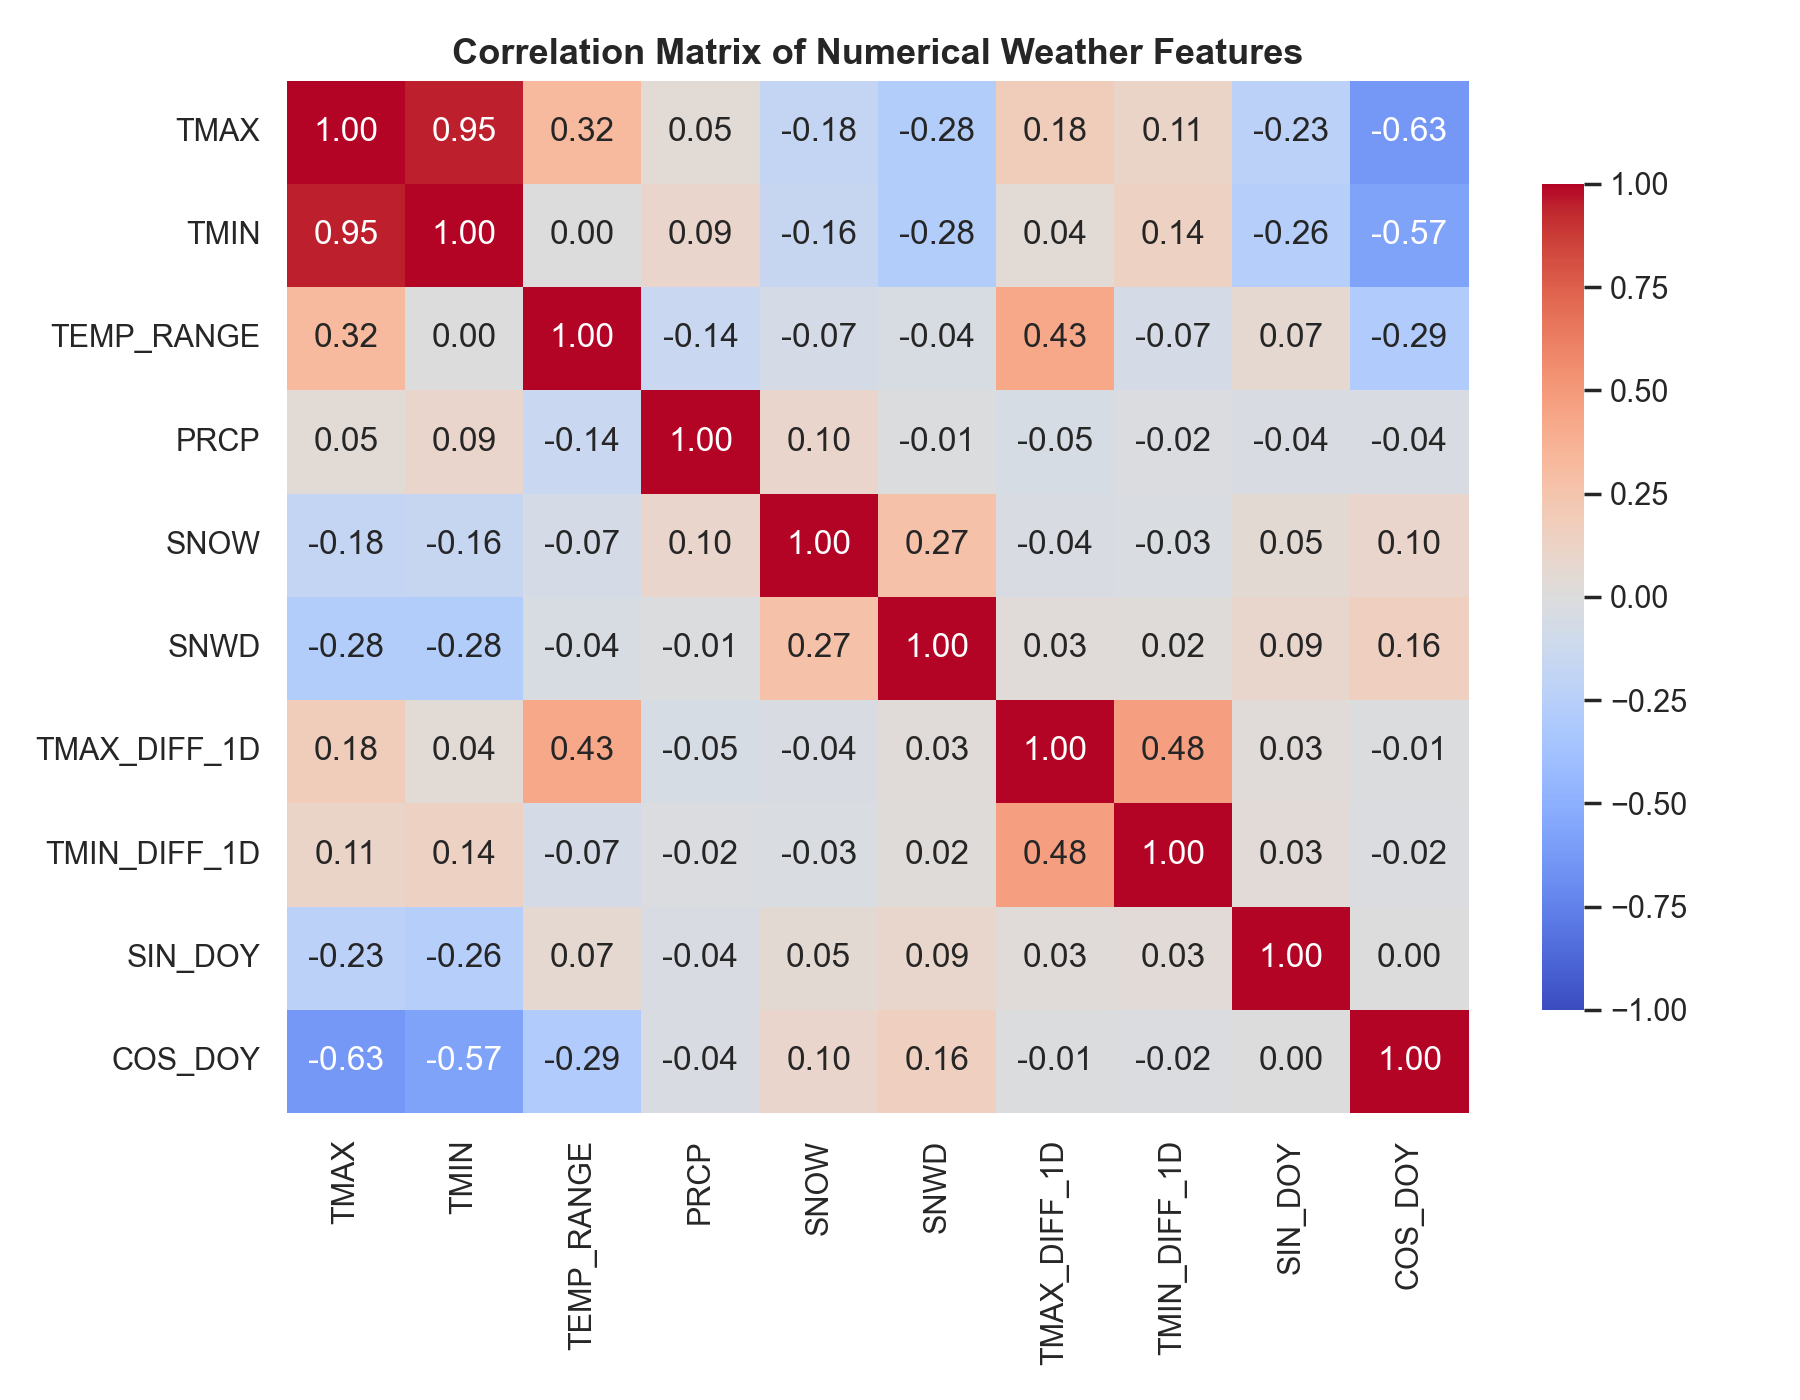 Correlation Matrix of Numerical Weather Features
TMAX 1.00 0.95 0.32 0.05 -0.18 -0.28 0.18 0.11 -0.23 -0.63
TMIN 0.95 1.00 0.00 0.09 -0.16 -0.28 0.04 0.14 -0.26 -0.57
TEMP_RANGE 0.32 0.00 1.00 -0.14 -0.07 -0.04 0.43 -0.07 0.07 -0.29
PRCP 0.05 0.09 -0.14 1.00 0.10 -0.01 -0.05 -0.02 -0.04 -0.04
SNOW -0.18 -0.16 -0.07 0.10 1.00 0.27 -0.04 -0.03 0.05 0.10
SNWD -0.28 -0.28 -0.04 -0.01 0.27 1.00 0.03 0.02 0.09 0.16
TMAX_DIFF_1D 0.18 0.04 0.43 -0.05 -0.04 0.03 1.00 0.48 0.03 -0.01
TMIN_DIFF_1D 0.11 0.14 -0.07 -0.02 -0.03 0.02 0.48 1.00 0.03 -0.02
SIN_DOY -0.23 -0.26 0.07 -0.04 0.05 0.09 0.03 0.03 1.00 0.00
COS_DOY -0.63 -0.57 -0.29 -0.04 0.10 0.16 -0.01 -0.02 0.00 1.00
TMAX TMIN TEMP_RANGE PRCP SNOW SNWD TMAX_DIFF_1D TMIN_DIFF_1D SIN_DOY COS_DOY
1.00
0.75
0.50
0.25
0.00
−0.25
−0.50
−0.75
−1.00